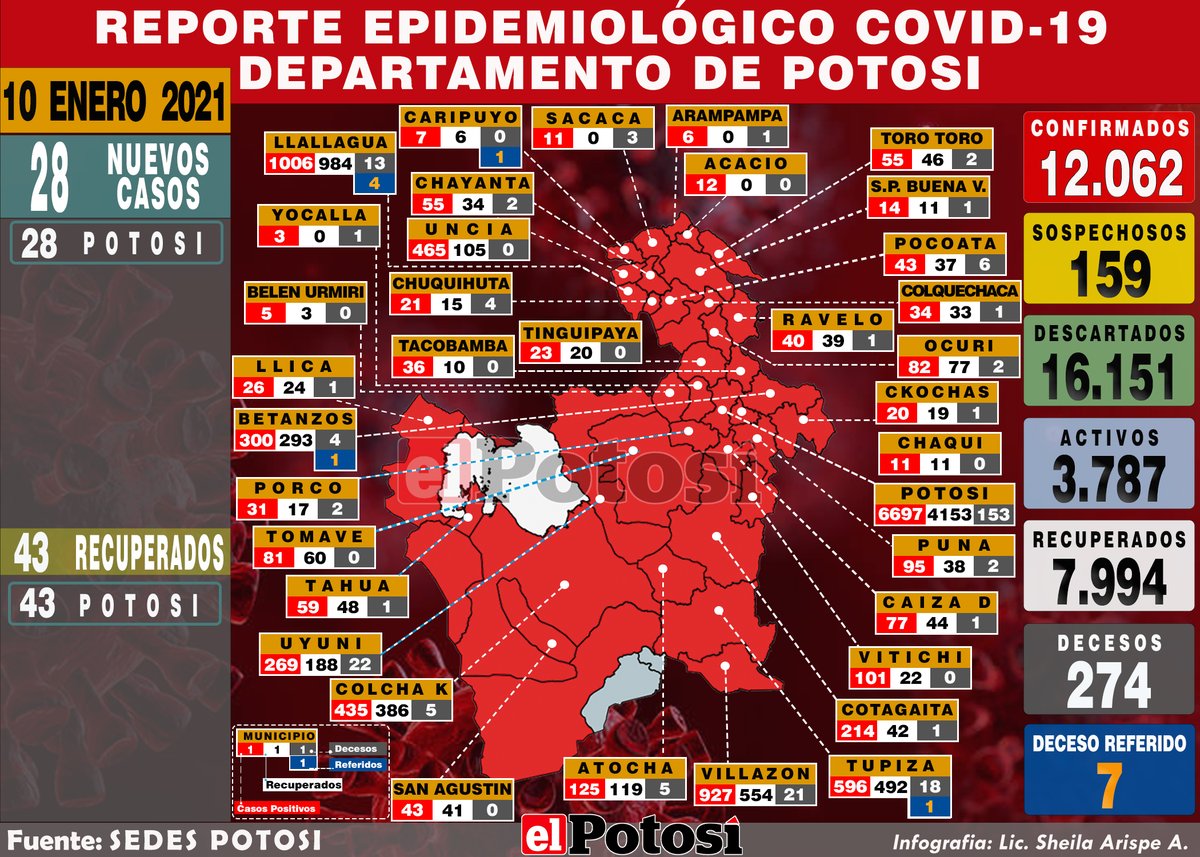 REPORTE EPIDEMIOLÓGICO COVID-19
DEPARTAMENTO DE POTOSI
10 ENERO 2021
28 NUEVOS CASOS
28 POTOSI
43 RECUPERADOS
43 POTOSI
LLALLAGUA
1006 984 13
4
CARIPUYO
7 6 0
1
SACACA
11 0 3
ARAMPAMPA
6 0 1
ACACIO
12 0 0
TORO TORO
55 46 2
S.P. BUENA V.
14 11 1
CHAYANTA
55 34 2
YOCALLA
3 0 1
UNCIA
465 105 0
POCOATA
43 37 6
CHUQUIHUTA
21 15 4
COLQUECHACA
34 33 1
BELEN URMIRI
5 3 0
RAVELO
40 39 1
TINGUIPAYA
23 20 0
TACOBAMBA
36 10 0
OCURI
82 77 2
LLICA
26 24 1
CKOCHAS
20 19 1
BETANZOS
300 293 4
1
CHAQUI
11 11 0
PORCO
31 17 2
POTOSI
6697 4153 153
TOMAVE
81 60 0
PUNA
95 38 2
TAHUA
59 48 1
CAIZA D
77 44 1
UYUNI
269 188 22
VITICHI
101 22 0
COLCHA K
435 386 5
COTAGAITA
214 42 1
SAN AGUSTIN
43 41 0
ATOCHA
125 119 5
VILLAZON
927 554 21
TUPIZA
596 492 18
1
el Potosí
MUNICIPIO
1 1 1
1
Decesos
Referidos
Recuperados
Casos Positivos
CONFIRMADOS
12.062
SOSPECHOSOS
159
DESCARTADOS
16.151
ACTIVOS
3.787
RECUPERADOS
7.994
DECESOS
274
DECESO REFERIDO
7
Fuente: SEDES POTOSI
el Potosí
Infografia: Lic. Sheila Arispe A.